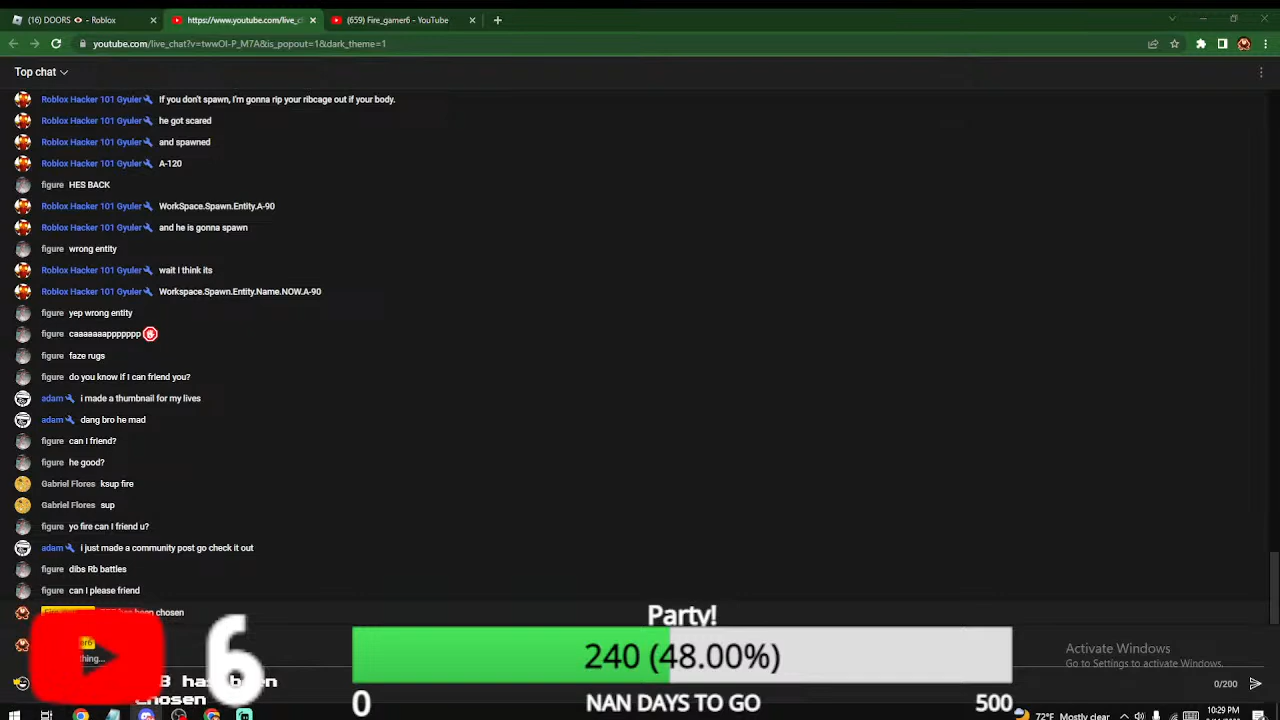 (16) DOORS 👁 - Roblox
https://www.youtube.com/live_c
(659) Fire_gamer6 - YouTube
youtube.com/live_chat?v=twwOI-P_M7A&is_popout=1&dark_theme=1
Top chat
Roblox Hacker 101 Gyuler If you don't spawn, I'm gonna rip your ribcage out if your body.
Roblox Hacker 101 Gyuler he got scared
Roblox Hacker 101 Gyuler and spawned
Roblox Hacker 101 Gyuler A-120
figure HES BACK
Roblox Hacker 101 Gyuler WorkSpace.Spawn.Entity.A-90
Roblox Hacker 101 Gyuler and he is gonna spawn
figure wrong entity
Roblox Hacker 101 Gyuler wait I think its
Roblox Hacker 101 Gyuler Workspace.Spawn.Entity.Name.NOW.A-90
figure yep wrong entity
figure caaaaaaappppppp
figure faze rugs
figure do you know if I can friend you?
adam i made a thumbnail for my lives
adam dang bro he mad
figure can I friend?
figure he good?
Gabriel Flores ksup fire
Gabriel Flores sup
figure yo fire can I friend u?
adam i just made a community post go check it out
figure dibs Rb battles
figure can I please friend
been chosen
Party!
6
240 (48.00%)
Activate Windows
Go to Settings to activate Windows.
has been
chosen
0/200
0
NAN DAYS TO GO
500
72°F Mostly clear
10:29 PM